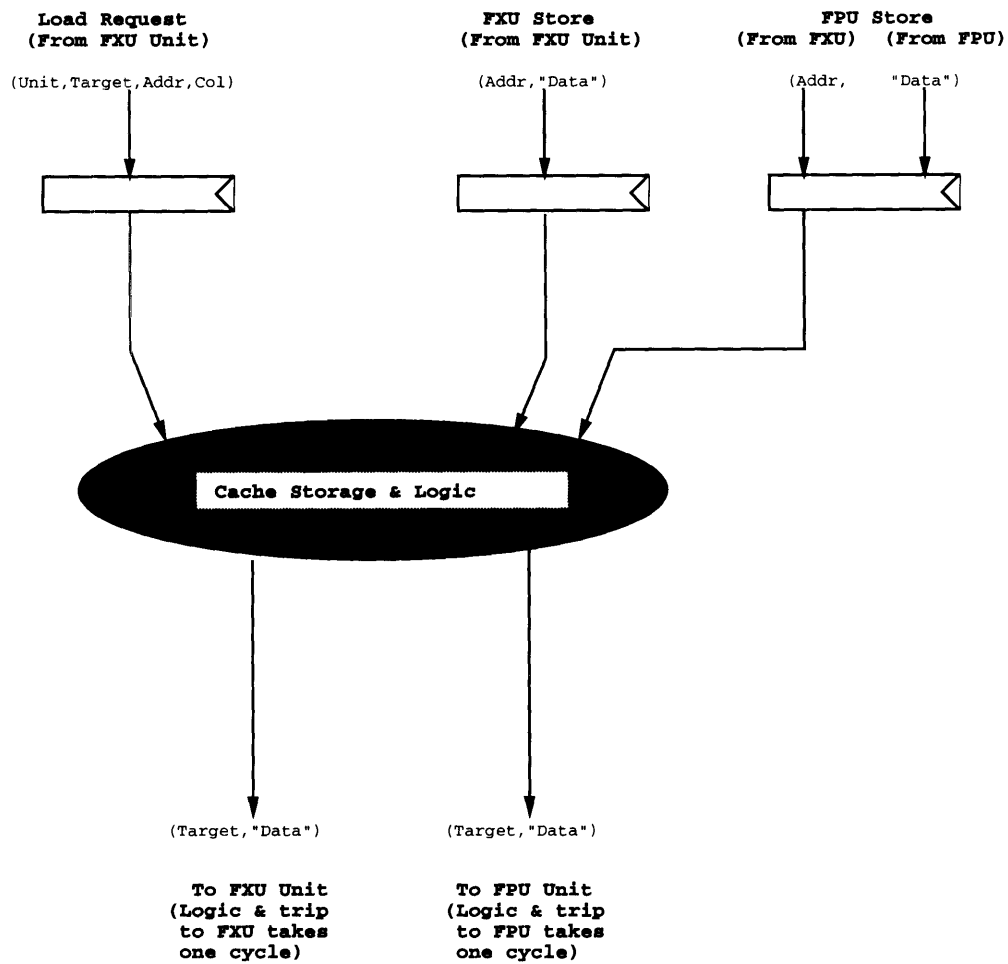 Load Request
(From FXU Unit)
(Unit,Target,Addr,Col)
FXU Store
(From FXU Unit)
(Addr,"Data")
FPU Store
(From FXU) (From FPU)
(Addr, "Data")
Cache Storage & Logic
(Target,"Data")
To FXU Unit
(Logic & trip
to FXU takes
one cycle)
(Target,"Data")
To FPU Unit
(Logic & trip
to FPU takes
one cycle)